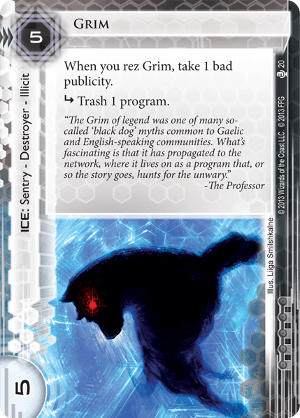 5
GRIM
ICE: Sentry - Destroyer - Illicit
When you rez Grim, take 1 bad
publicity.
↳ Trash 1 program.
“The Grim of legend was one of many so-
called ‘black dog’ myths common to Gaelic
and English-speaking communities. What’s
fascinating is that it has propagated to the
network, where it lives on as a program that, or
so the story goes, hunts for the unwary.”
-The Professor
20
© 2013 Wizards of the Coast LLC. © 2013 FFG
Illus. Liiga Smilshkalne
5